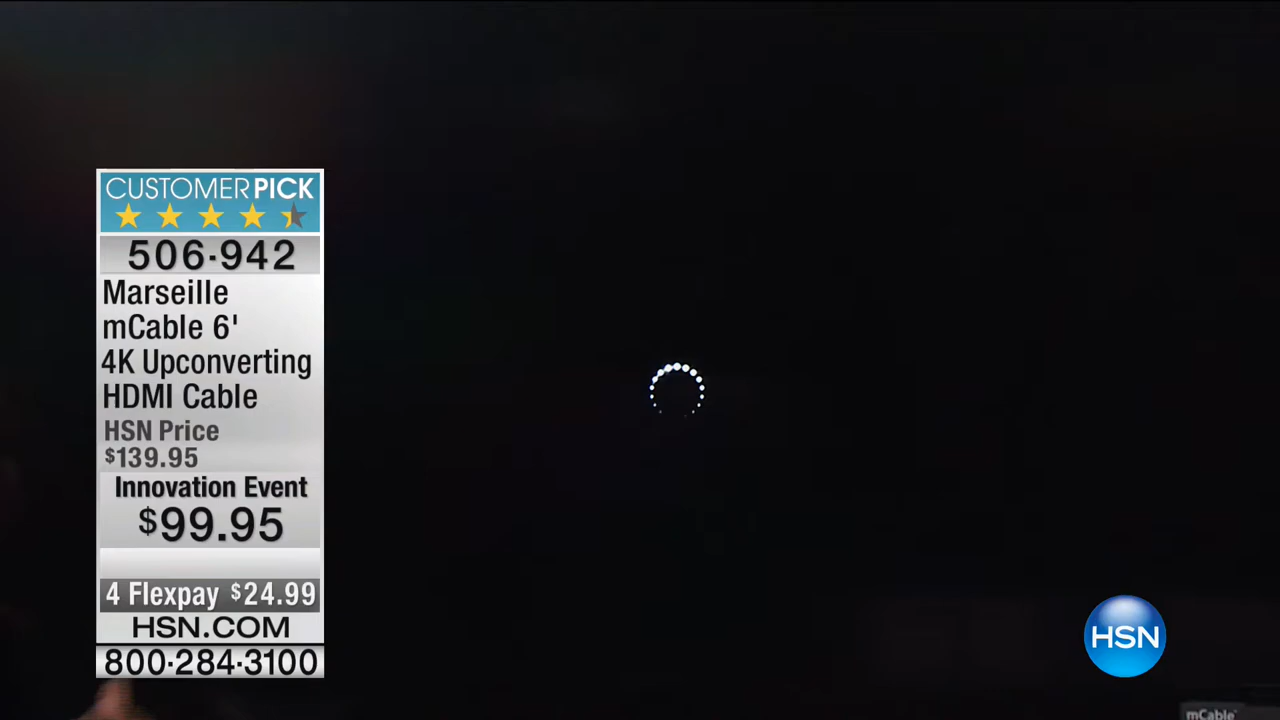 CUSTOMERPICK
506·942
Marseille
mCable 6'
4K Upconverting
HDMI Cable
HSN Price
$139.95
Innovation Event
$99.95
4 Flexpay $24.99
HSN.COM
800·284·3100
HSN
mCable™